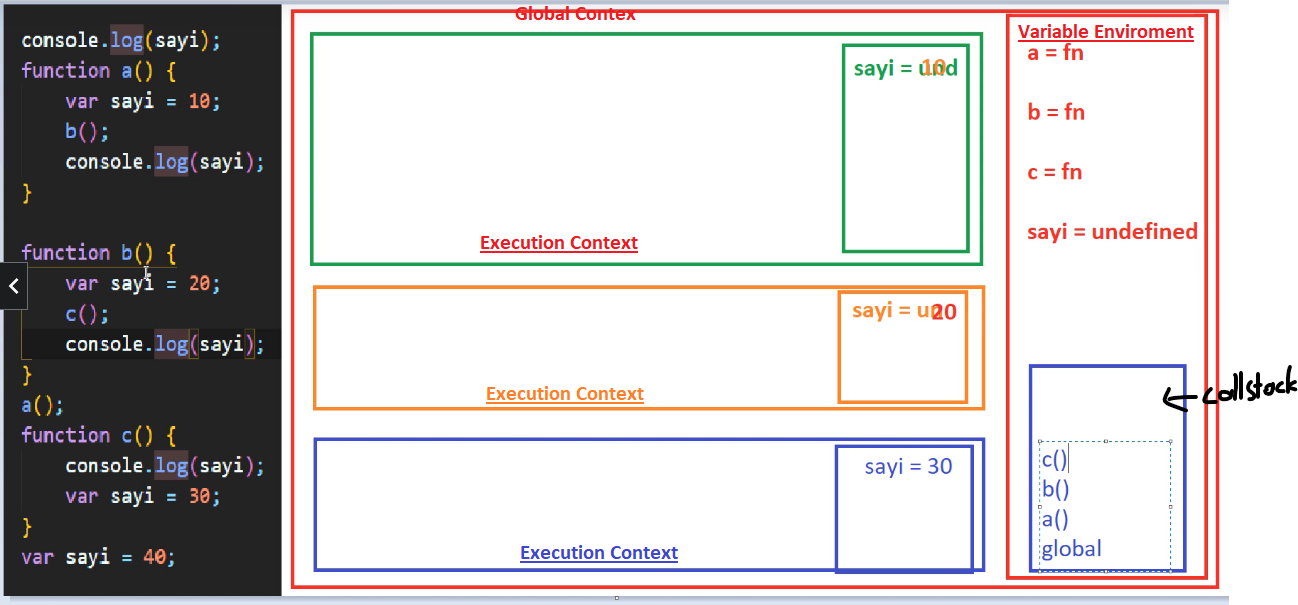 console.log(sayi);
function a() {
var sayi = 10;
b();
console.log(sayi);
}
function b() {
var sayi = 20;
c();
console.log(sayi);
}
a();
function c() {
console.log(sayi);
var sayi = 30;
}
var sayi = 40;
Global Contex
sayi = und
10
Execution Context
sayi = un
20
Execution Context
sayi = 30
Execution Context
Variable Enviroment
a = fn
b = fn
c = fn
sayi = undefined
callstack
c()
b()
a()
global